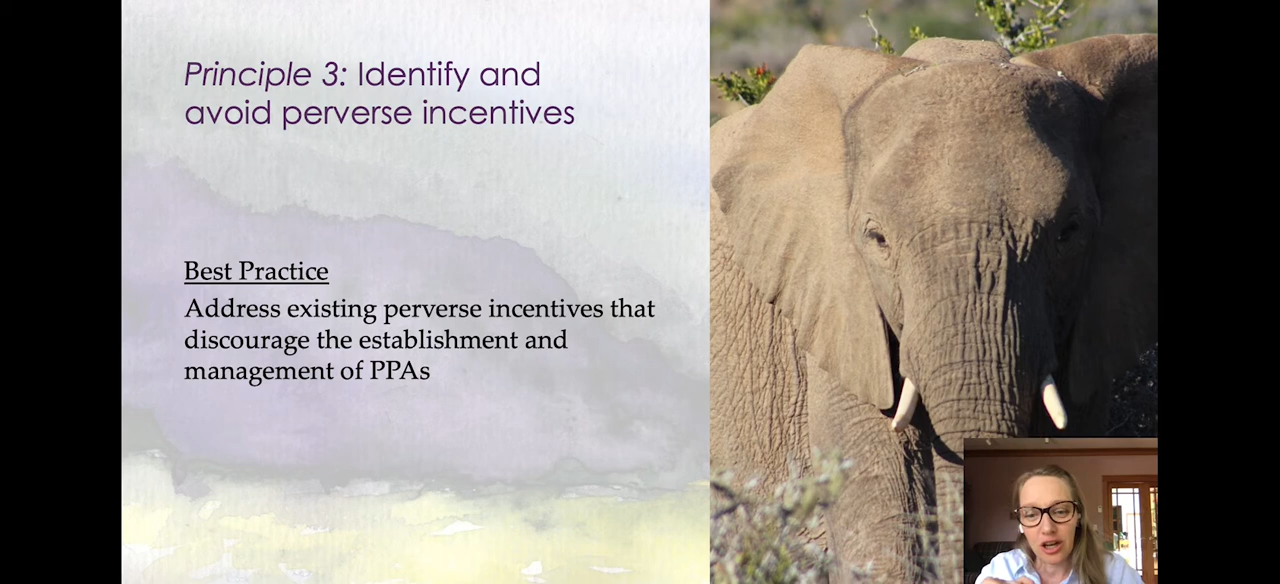 Principle 3: Identify and
avoid perverse incentives
Best Practice
Address existing perverse incentives that
discourage the establishment and
management of PPAs